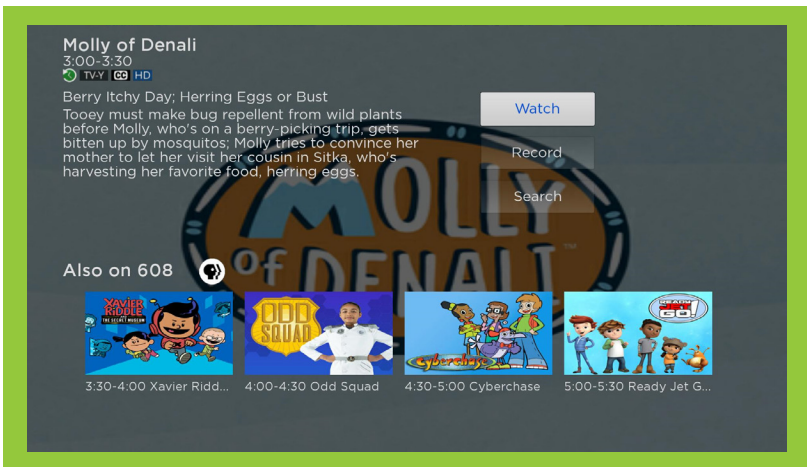 Molly of Denali
3:00-3:30
TV-Y CC HD
Berry Itchy Day; Herring Eggs or Bust
Tooey must make bug repellent from wild plants
before Molly, who's on a berry-picking trip, gets
bitten up by mosquitos; Molly tries to convince her
mother to let her visit her cousin in Sitka, who's
harvesting her favorite food, herring eggs.
Watch
Record
Search
MOLLY
OF DENALI
TM
Also on 608
XAVIER
RIDDLE
AND
THE SECRET MUSEUM
ODD
SQUAD
Cyberchase
READY
JET
GO!
3:30-4:00 Xavier Ridd...
4:00-4:30 Odd Squad
4:30-5:00 Cyberchase
5:00-5:30 Ready Jet G...